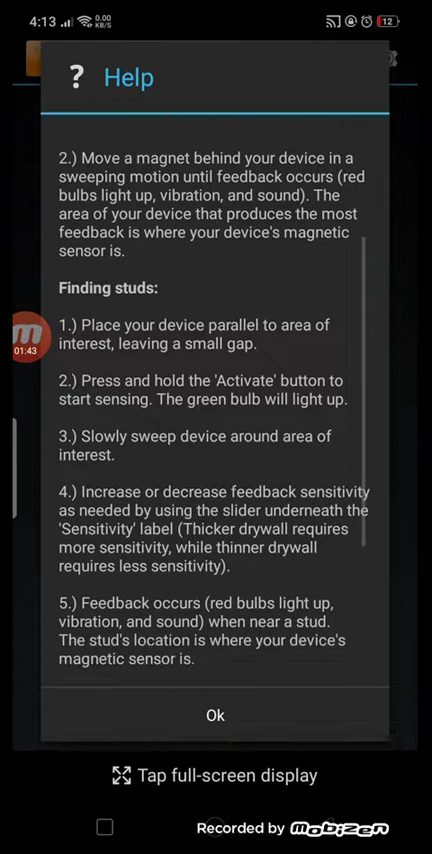 4:13
0.00
KB/S
12
? Help
2.) Move a magnet behind your device in a
sweeping motion until feedback occurs (red
bulbs light up, vibration, and sound). The
area of your device that produces the most
feedback is where your device's magnetic
sensor is.
Finding studs:
1.) Place your device parallel to area of
interest, leaving a small gap.
2.) Press and hold the 'Activate' button to
start sensing. The green bulb will light up.
3.) Slowly sweep device around area of
interest.
4.) Increase or decrease feedback sensitivity
as needed by using the slider underneath the
'Sensitivity' label (Thicker drywall requires
more sensitivity, while thinner drywall
requires less sensitivity).
5.) Feedback occurs (red bulbs light up,
vibration, and sound) when near a stud.
The stud's location is where your device's
magnetic sensor is.
m
01:43
Ok
Tap full-screen display
Recorded by mobizen